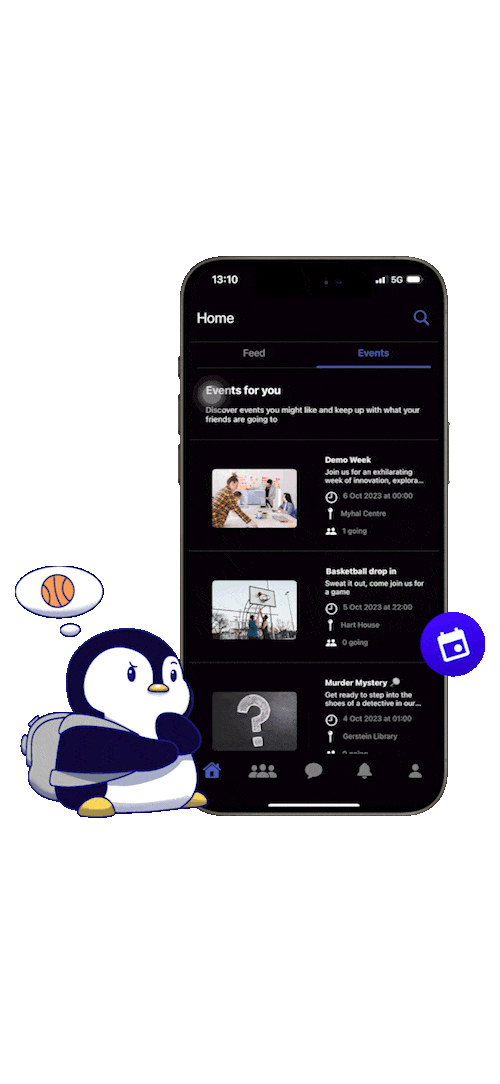 13:10
5G
Home
Feed
Events
Events for you
Discover events you might like and keep up with what your
friends are going to
Demo Week
Join us for an exhilarating
week of innovation, explora...
6 Oct 2023 at 00:00
Myhal Centre
1 going
Basketball drop in
Sweat it out, come join us for
a game
5 Oct 2023 at 22:00
Hart House
0 going
Murder Mystery
Get ready to step into the
shoes of a detective in our...
4 Oct 2023 at 01:00
Gerstein Library
0 going
?